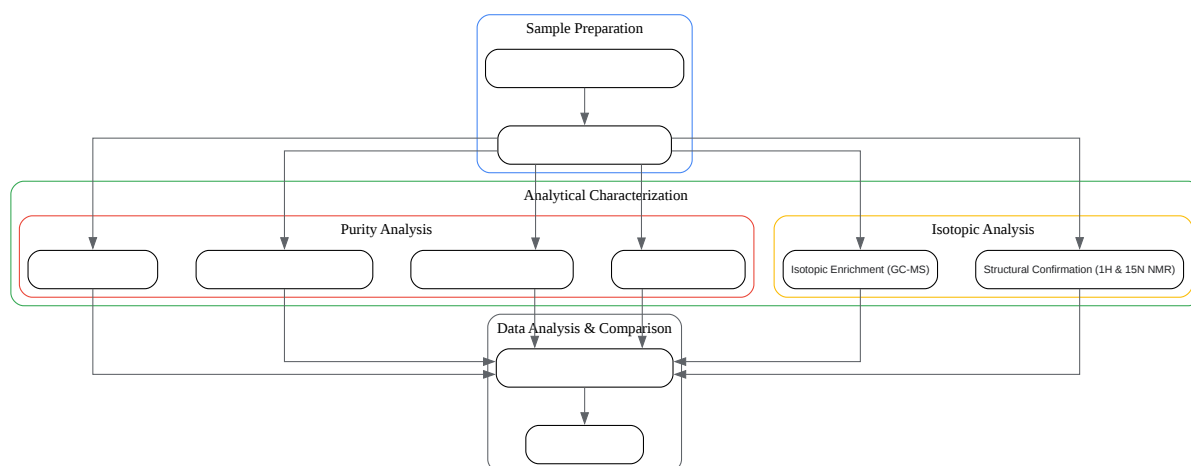 Sample Preparation
Analytical Characterization
Purity Analysis
Isotopic Analysis
Isotopic Enrichment (GC-MS)
Structural Confirmation (1H & 15N NMR)
Data Analysis & Comparison